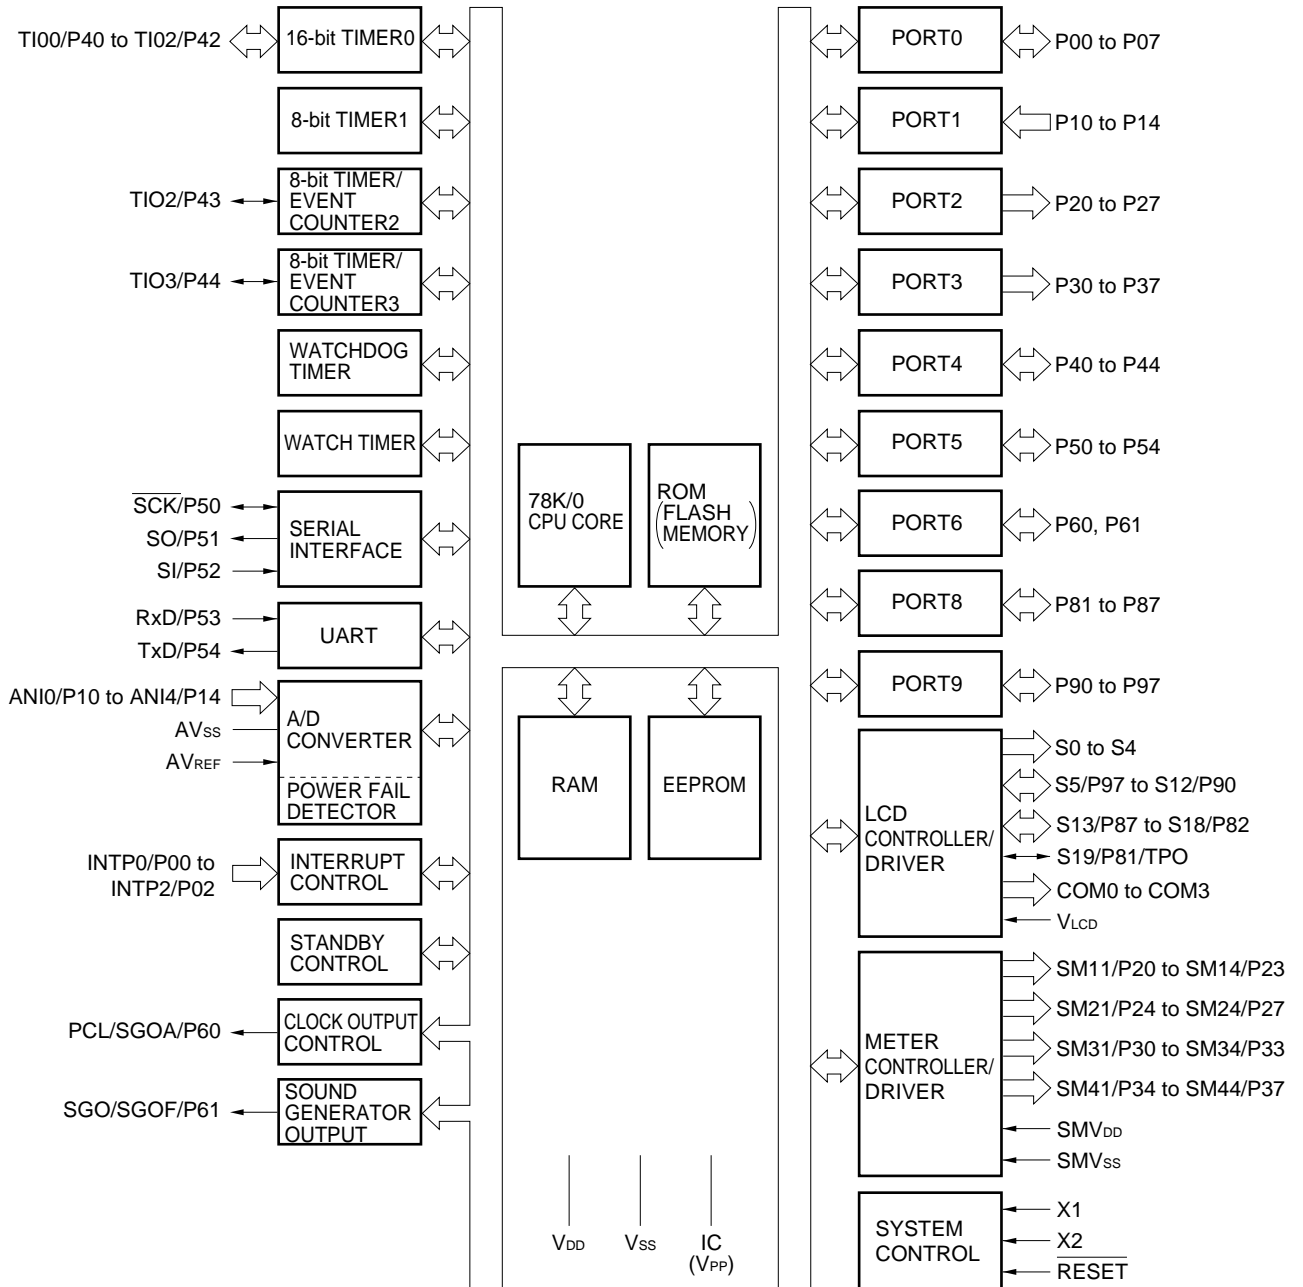 TI00/P40 to TI02/P42
16-bit TIMER0
8-bit TIMER1
TIO2/P43
8-bit TIMER/
EVENT
COUNTER2
TIO3/P44
8-bit TIMER/
EVENT
COUNTER3
WATCHDOG
TIMER
WATCH TIMER
SCK/P50
SO/P51
SI/P52
SERIAL
INTERFACE
RxD/P53
TxD/P54
UART
ANI0/P10 to ANI4/P14
AVSS
AVREF
A/D
CONVERTER
POWER FAIL
DETECTOR
INTP0/P00 to
INTP2/P02
INTERRUPT
CONTROL
STANDBY
CONTROL
PCL/SGOA/P60
CLOCK OUTPUT
CONTROL
SGO/SGOF/P61
SOUND
GENERATOR
OUTPUT
78K/0
CPU CORE
ROM
(FLASH
MEMORY)
RAM
EEPROM
VDD
VSS
IC
(VPP)
PORT0
P00 to P07
PORT1
P10 to P14
PORT2
P20 to P27
PORT3
P30 to P37
PORT4
P40 to P44
PORT5
P50 to P54
PORT6
P60, P61
PORT8
P81 to P87
PORT9
P90 to P97
LCD
CONTROLLER/
DRIVER
S0 to S4
S5/P97 to S12/P90
S13/P87 to S18/P82
S19/P81/TPO
COM0 to COM3
VLCD
METER
CONTROLLER/
DRIVER
SM11/P20 to SM14/P23
SM21/P24 to SM24/P27
SM31/P30 to SM34/P33
SM41/P34 to SM44/P37
SMVDD
SMVSS
SYSTEM
CONTROL
X1
X2
RESET